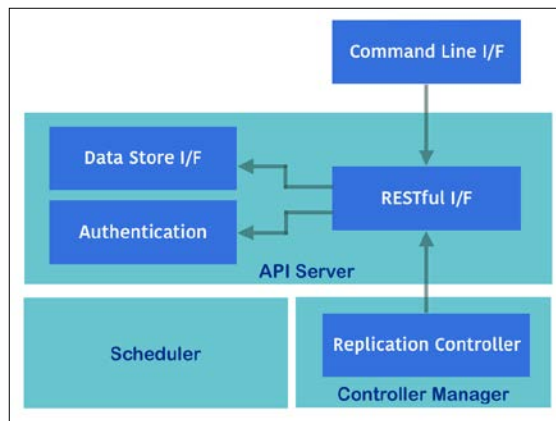 Command Line I/F
Data Store I/F
RESTful I/F
Authentication
API Server
Scheduler
Replication Controller
Controller Manager